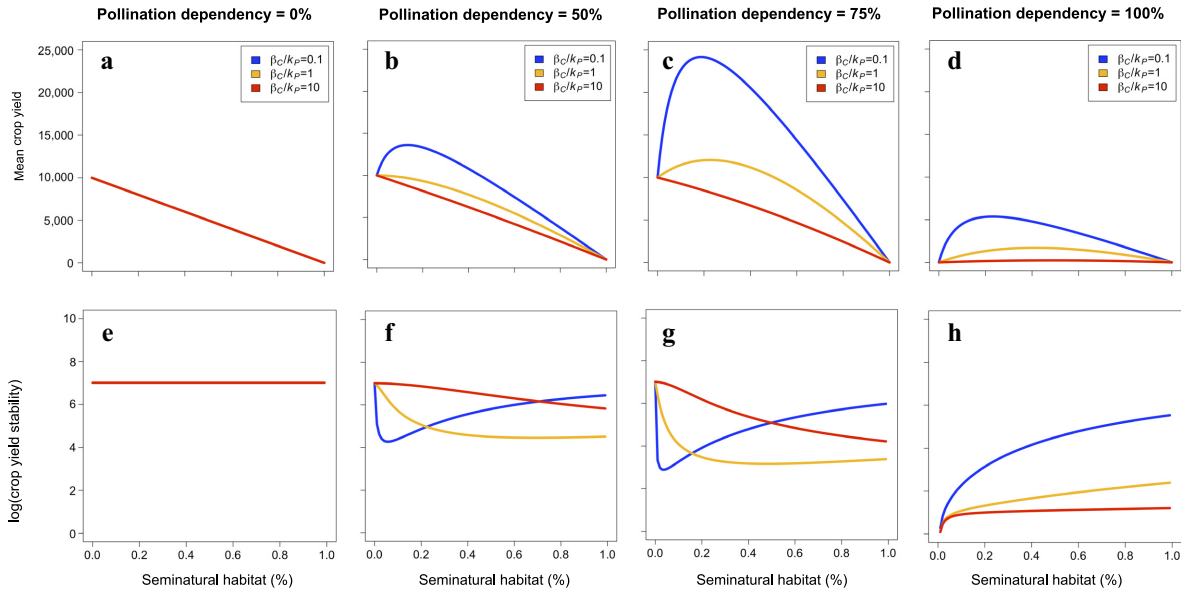 Pollination dependency = 0%
Pollination dependency = 50%
Pollination dependency = 75%
Pollination dependency = 100%
a
βC/kP=0.1
βC/kP=1
βC/kP=10
b
βC/kP=0.1
βC/kP=1
βC/kP=10
c
βC/kP=0.1
βC/kP=1
βC/kP=10
d
βC/kP=0.1
βC/kP=1
βC/kP=10
Mean crop yield
25,000
20,000
15,000
10,000
5,000
0
e
f
g
h
log(crop yield stability)
10
8
6
4
2
0
0.0 0.2 0.4 0.6 0.8 1.0
0.0 0.2 0.4 0.6 0.8 1.0
0.0 0.2 0.4 0.6 0.8 1.0
0.0 0.2 0.4 0.6 0.8 1.0
Seminatural habitat (%)
Seminatural habitat (%)
Seminatural habitat (%)
Seminatural habitat (%)